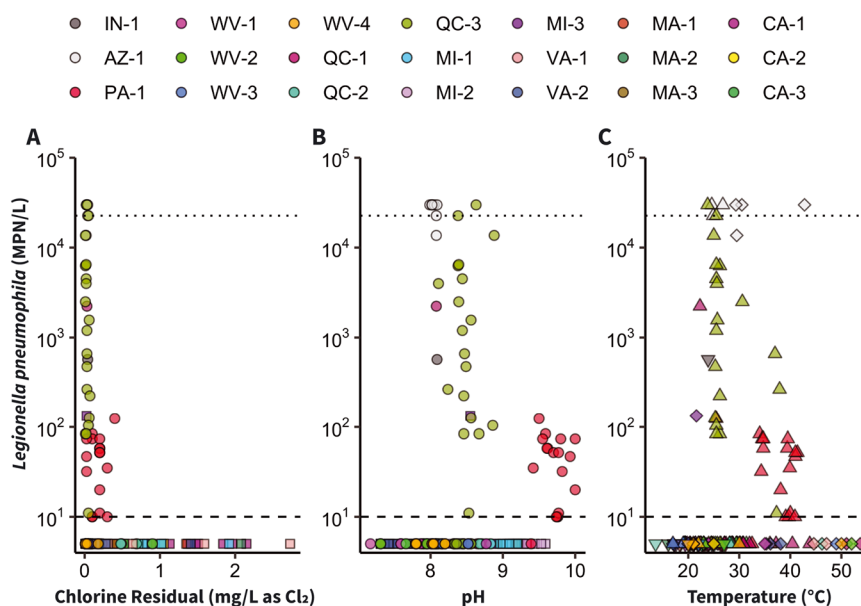 IN-1 WV-1 WV-4 QC-3 MI-3 MA-1 CA-1
AZ-1 WV-2 QC-1 MI-1 VA-1 MA-2 CA-2
PA-1 WV-3 QC-2 MI-2 VA-2 MA-3 CA-3
A B C
10⁵ 10⁵ 10⁵
10⁴ 10⁴ 10⁴
10³ 10³ 10³
10² 10² 10²
10¹ 10¹ 10¹
Legionella pneumophila (MPN/L)
0 1 2 8 9 10 20 30 40 50
Chlorine Residual (mg/L as Cl₂) pH Temperature (°C)